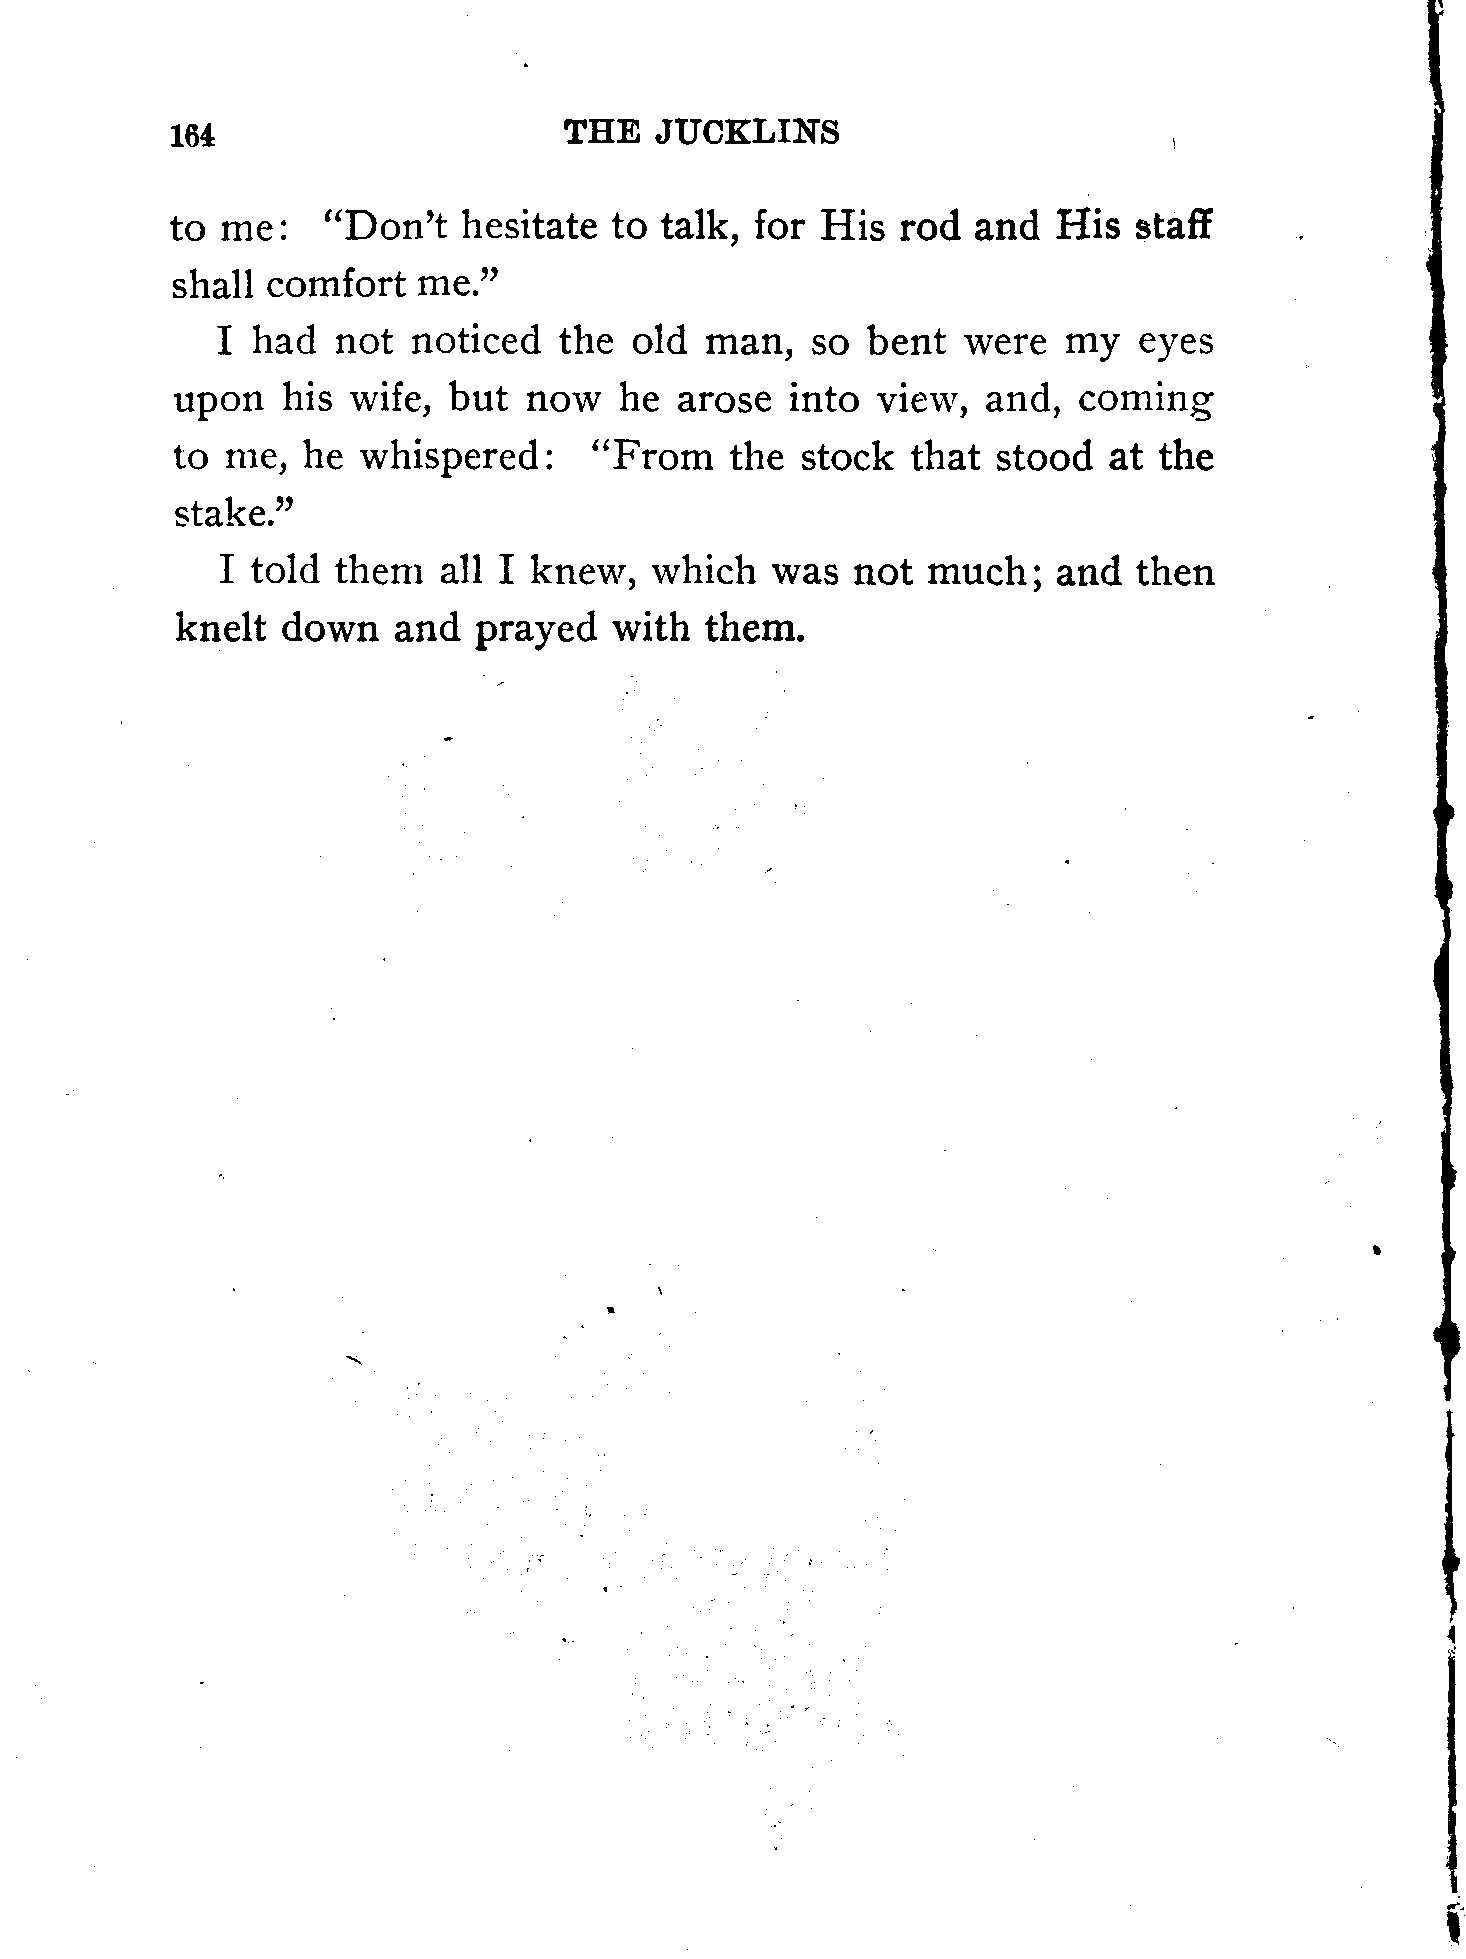 164 THE JUCKLINS
to me: "Don't hesitate to talk, for His rod and His staff
shall comfort me."
I had not noticed the old man, so bent were my eyes
upon his wife, but now he arose into view, and, coming
to me, he whispered: "From the stock that stood at the
stake."
I told them all I knew, which was not much; and then
knelt down and prayed with them.